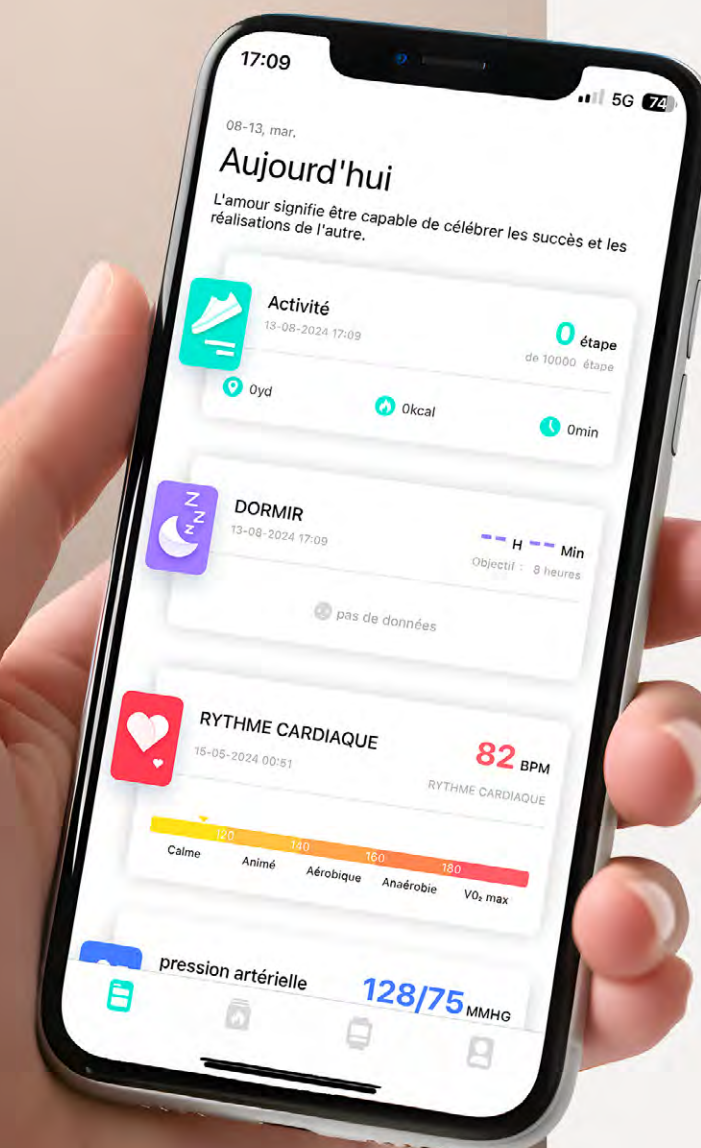 17:09
5G 74
08-13, mar.
Aujourd'hui
L'amour signifie être capable de célébrer les succès et les
réalisations de l'autre.
Activité
13-08-2024 17:09
0 étape
de 10000 étape
0yd
0kcal
0min
DORMIR
13-08-2024 17:09
-- H -- Min
Objectif : 8 heures
pas de données
RYTHME CARDIAQUE
15-05-2024 00:51
82 BPM
RYTHME CARDIAQUE
120 140 160 180
Calme Animé Aérobique Anaérobie VO₂ max
pression artérielle
128/75 MMHG